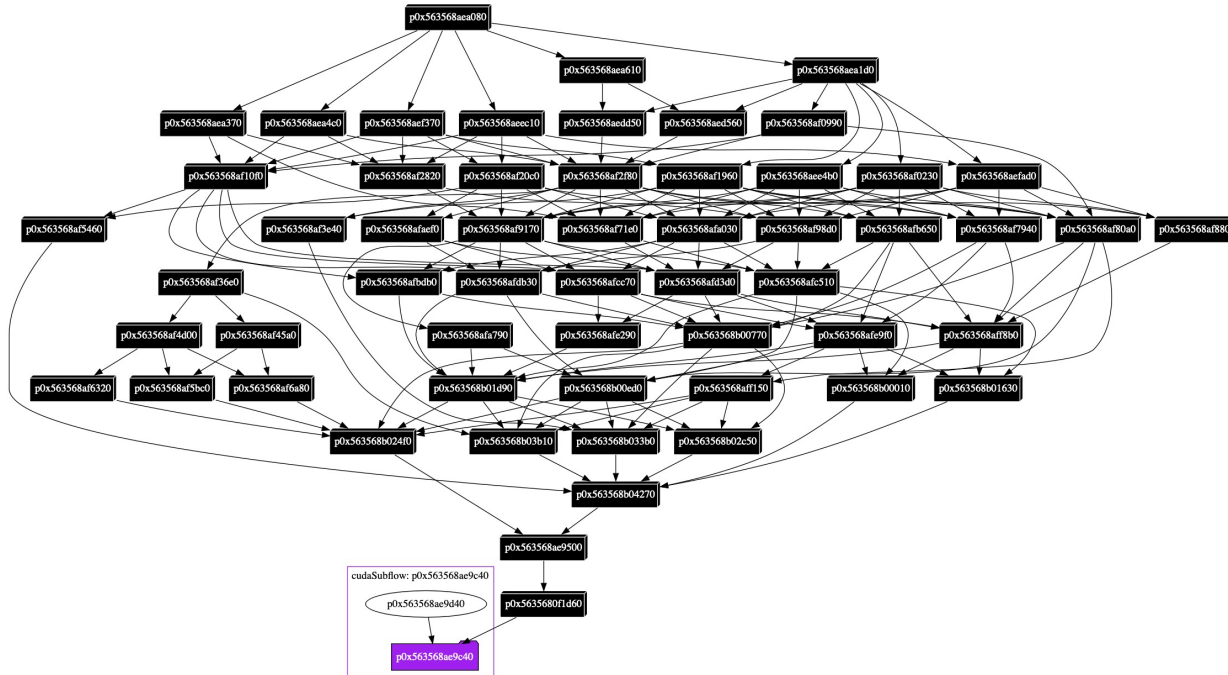 p0x563568aea080
p0x563568aea610
p0x563568aea1d0
p0x563568aea370
p0x563568aea4c0
p0x563568aef370
p0x563568aeec10
p0x563568aedd50
p0x563568aed560
p0x563568af0990
p0x563568af10f0
p0x563568af2820
p0x563568af20c0
p0x563568af2f80
p0x563568af1960
p0x563568aee4b0
p0x563568af0230
p0x563568aefad0
p0x563568af5460
p0x563568af3e40
p0x563568afaef0
p0x563568af9170
p0x563568af71e0
p0x563568afa030
p0x563568af98d0
p0x563568afb650
p0x563568af7940
p0x563568af80a0
p0x563568af880
p0x563568af36e0
p0x563568afbdb0
p0x563568afdb30
p0x563568afcc70
p0x563568afd3d0
p0x563568afc510
p0x563568af4d00
p0x563568af45a0
p0x563568afa790
p0x563568afe290
p0x563568b00770
p0x563568afe9f0
p0x563568aff8b0
p0x563568af6320
p0x563568af5bc0
p0x563568af6a80
p0x563568b01d90
p0x563568b00ed0
p0x563568aff150
p0x563568b00010
p0x563568b01630
p0x563568b024f0
p0x563568b03b10
p0x563568b033b0
p0x563568b02c50
p0x563568b04270
p0x563568ae9500
cudaSubflow: p0x563568ae9c40
p0x563568ae9d40
p0x5635680f1d60
p0x563568ae9c40